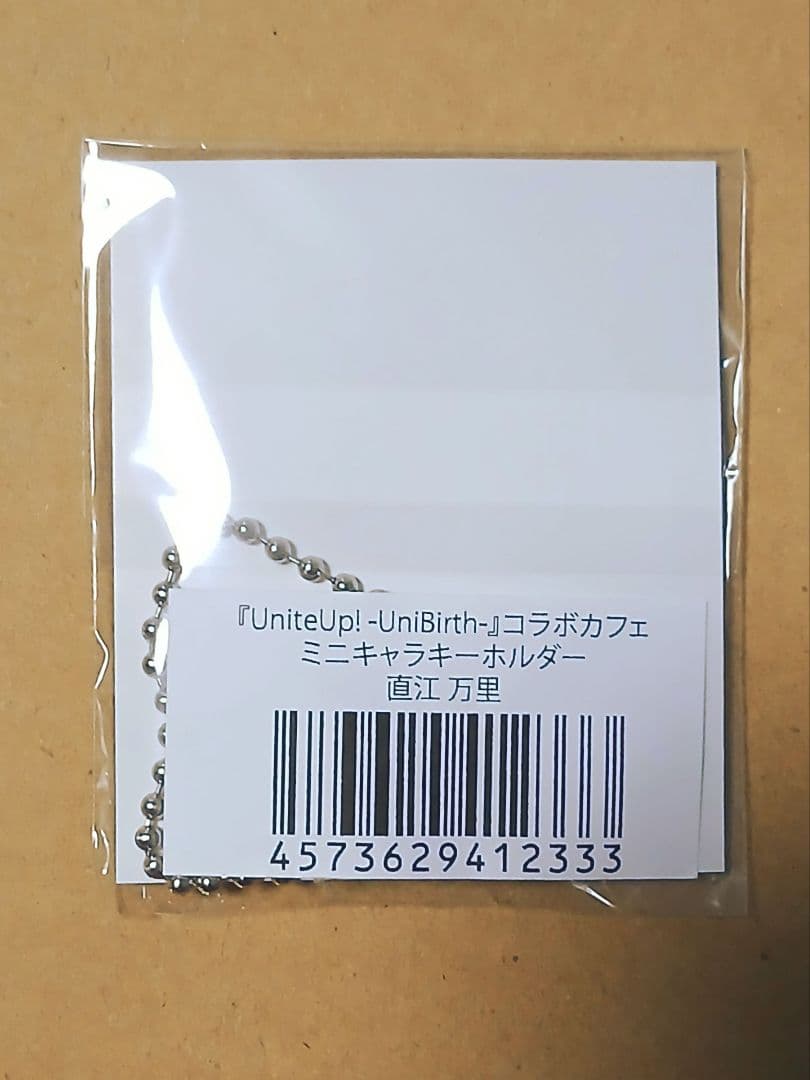 『UniteUp! -UniBirth-』コラボカフェ
ミニキャラキーホルダー
直江 万里
4573629412333